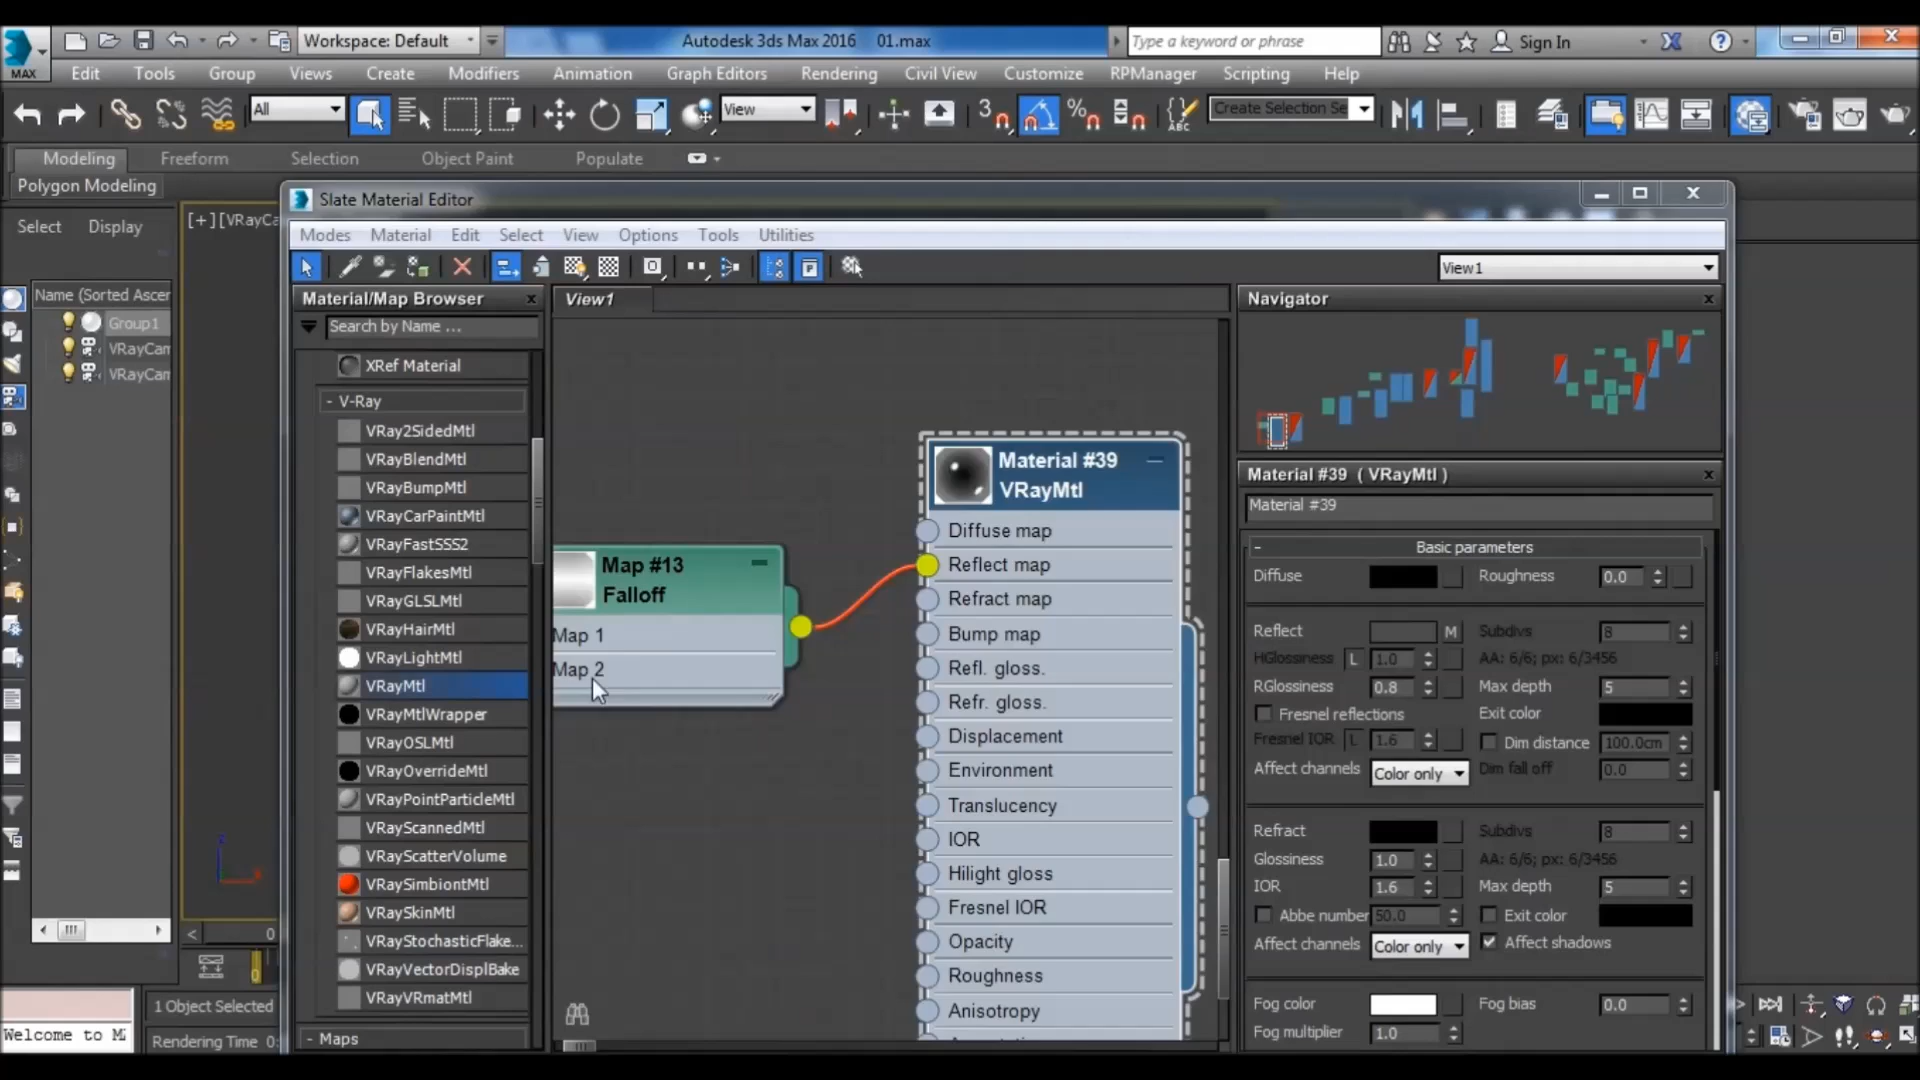 Workspace: Default
Autodesk 3ds Max 2016
01.max
Type a keyword or phrase
Sign In
MAX
Edit
Tools
Group
Views
Create
Modifiers
Animation
Graph Editors
Rendering
Civil View
Customize
RPManager
Scripting
Help
All
View
3
ABC
Create Selection Se
Modeling
Freeform
Selection
Object Paint
Populate
Polygon Modeling
Select
Display
[+][VRayCa
Name (Sorted Ascer
Group1
VRayCam
VRayCam
Slate Material Editor
Modes
Material
Edit
Select
View
Options
Tools
Utilities
View1
Material/Map Browser
Search by Name ...
XRef Material
- V-Ray
VRay2SidedMtl
VRayBlendMtl
VRayBumpMtl
VRayCarPaintMtl
VRayFastSSS2
VRayFlakesMtl
VRayGLSLMtl
VRayHairMtl
VRayLightMtl
VRayMtl
VRayMtlWrapper
VRayOSLMtl
VRayOverrideMtl
VRayPointParticleMtl
VRayScannedMtl
VRayScatterVolume
VRaySimbiontMtl
VRaySkinMtl
VRayStochasticFlake...
VRayVectorDisplBake
VRayVRmatMtl
- Maps
View1
Map #13
Falloff
Map 1
Map 2
Material #39
VRayMtl
Diffuse map
Reflect map
Refract map
Bump map
Refl. gloss.
Refr. gloss.
Displacement
Environment
Translucency
IOR
Hilight gloss
Fresnel IOR
Opacity
Roughness
Anisotropy
Navigator
Material #39 ( VRayMtl )
Material #39
- Basic parameters
Diffuse
Roughness 0.0
Reflect M Subdivs 8
HGlossiness L 1.0 AA: 6/6; px: 6/3456
RGlossiness 0.8 Max depth 5
Fresnel reflections Exit color
Fresnel IOR L 1.6 Dim distance 100.0cm
Affect channels Color only Dim fall off 0.0
Refract Subdivs 8
Glossiness 1.0 AA: 6/6; px: 6/3456
IOR 1.6 Max depth 5
Abbe number 50.0 Exit color
Affect channels Color only Affect shadows
Fog color Fog bias 0.0
Fog multiplier 1.0
0
0
1 Object Selected
Welcome to M
Rendering Time 0: